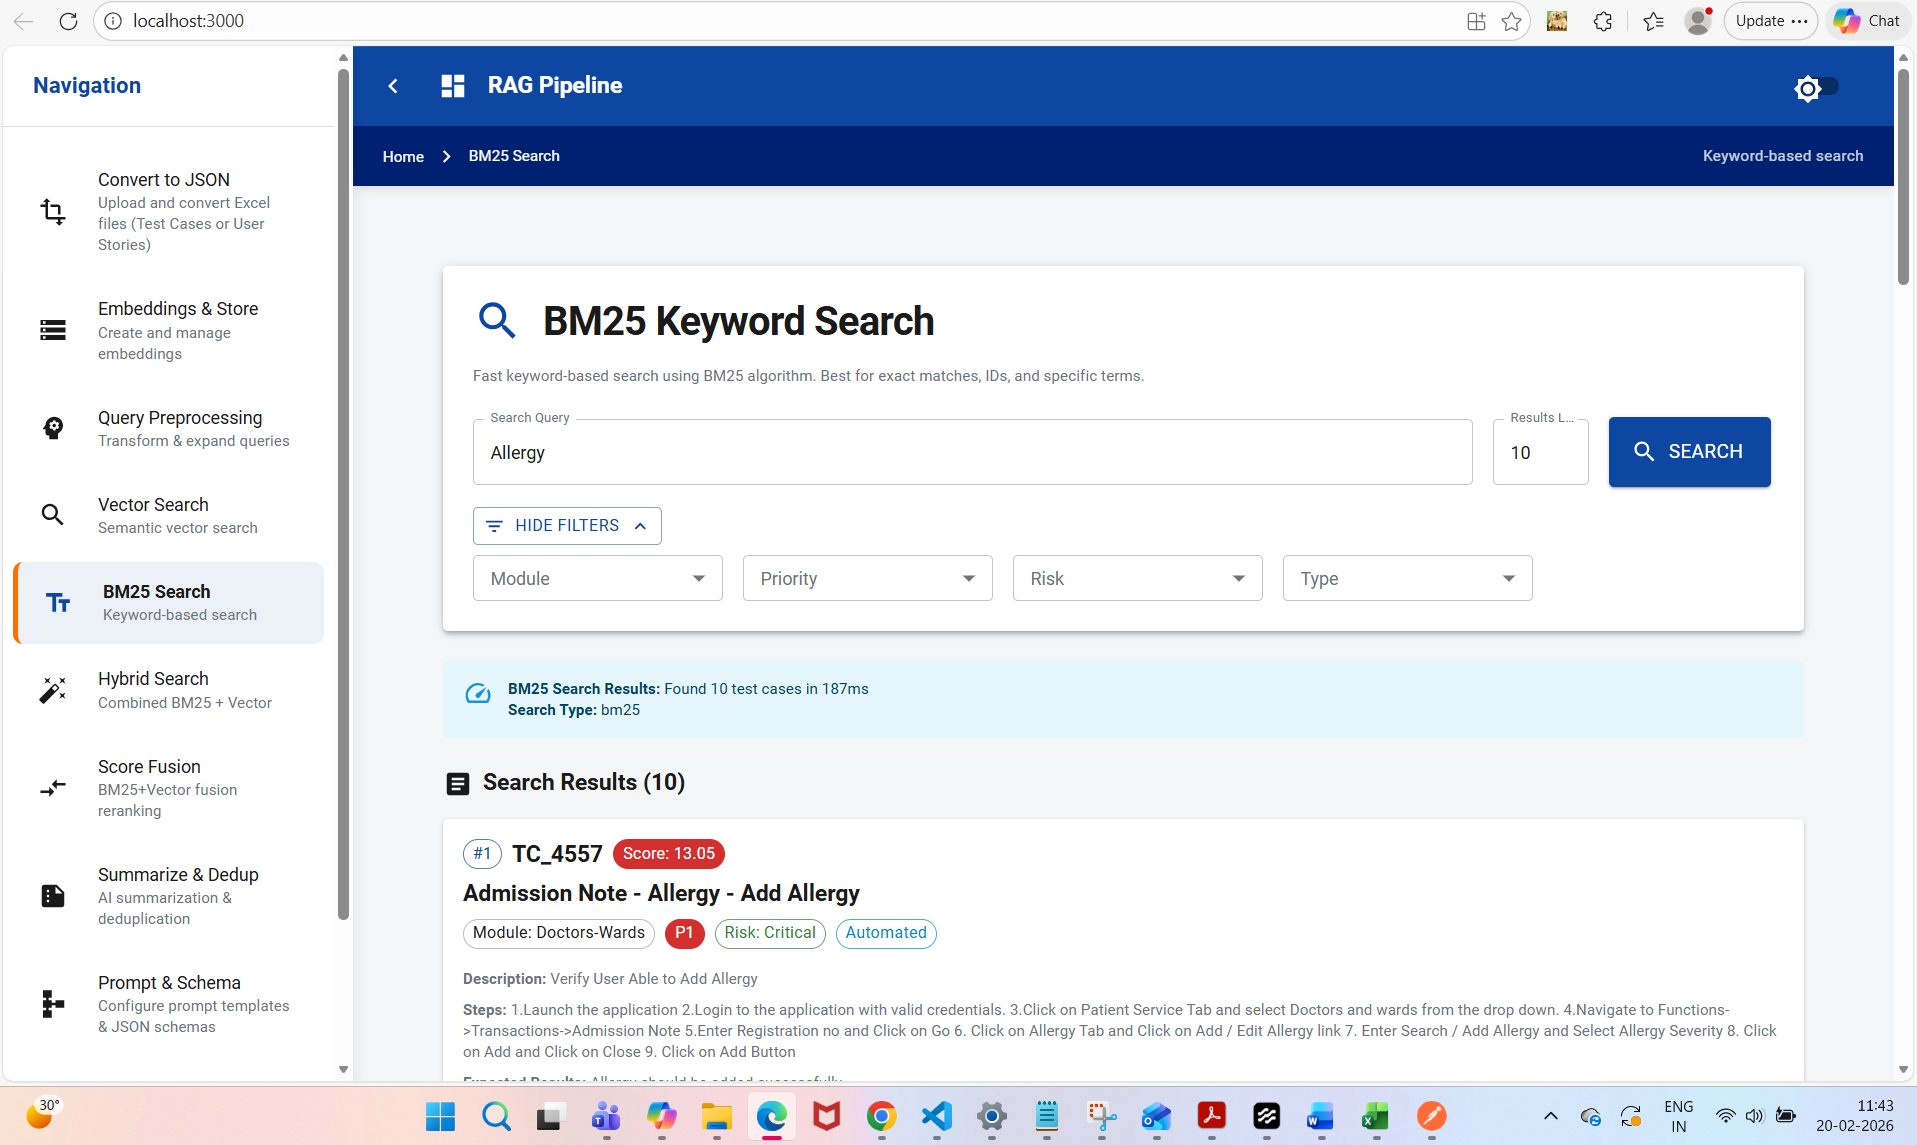 localhost:3000
Update
Chat
Navigation
Convert to JSON
Upload and convert Excel
files (Test Cases or User
Stories)
Embeddings & Store
Create and manage
embeddings
Query Preprocessing
Transform & expand queries
Vector Search
Semantic vector search
BM25 Search
Keyword-based search
Hybrid Search
Combined BM25 + Vector
Score Fusion
BM25+Vector fusion
reranking
Summarize & Dedup
AI summarization &
deduplication
Prompt & Schema
Configure prompt templates
& JSON schemas
RAG Pipeline
Home
BM25 Search
Keyword-based search
BM25 Keyword Search
Fast keyword-based search using BM25 algorithm. Best for exact matches, IDs, and specific terms.
Search Query
Allergy
Results L...
10
SEARCH
HIDE FILTERS
Module
Priority
Risk
Type
BM25 Search Results: Found 10 test cases in 187ms
Search Type: bm25
Search Results (10)
#1 TC_4557 Score: 13.05
Admission Note - Allergy - Add Allergy
Module: Doctors-Wards P1 Risk: Critical Automated
Description: Verify User Able to Add Allergy
Steps: 1.Launch the application 2.Login to the application with valid credentials. 3.Click on Patient Service Tab and select Doctors and wards from the drop down. 4.Navigate to Functions-
>Transactions->Admission Note 5.Enter Registration no and Click on Go 6. Click on Allergy Tab and Click on Add / Edit Allergy link 7. Enter Search / Add Allergy and Select Allergy Severity 8. Click
on Add and Click on Close 9. Click on Add Button
Expected Results: Allergy should be added successfully
30°
ENG
IN
11:43
20-02-2026